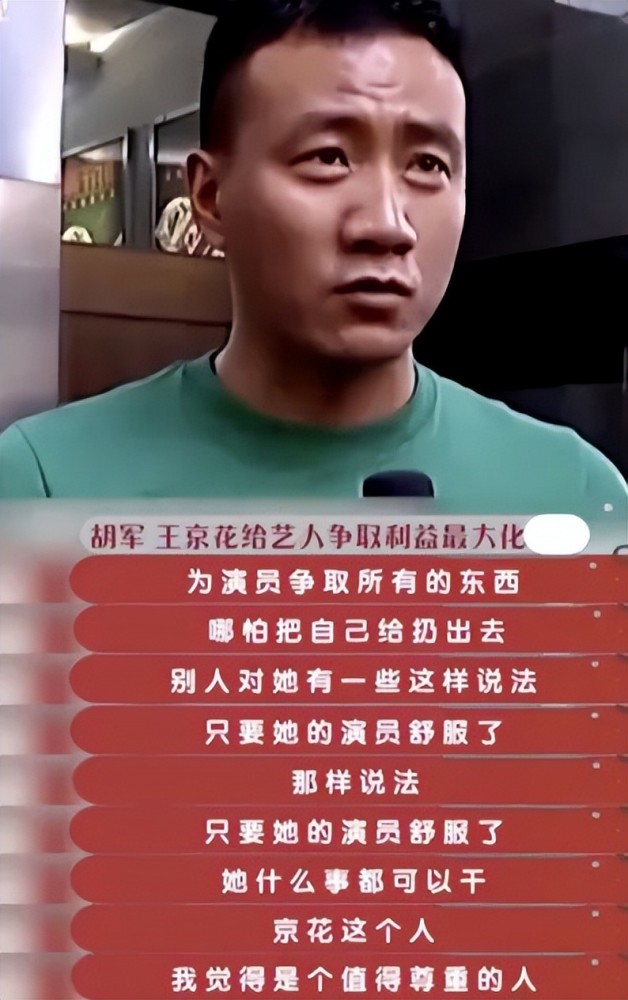 胡军 王京花给艺人争取利益最大化
为演员争取所有的东西
哪怕把自己给扔出去
别人对她有一些这样说法
只要她的演员舒服了
那样说法
只要她的演员舒服了
她什么事都可以干
京花这个人
我觉得是个值得尊重的人